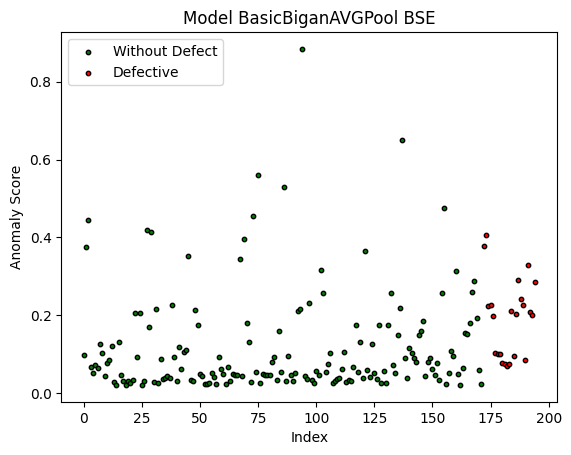 Model BasicBiganAVGPool BSE
Without Defect
Defective
Anomaly Score
0.8
0.6
0.4
0.2
0.0
0 25 50 75 100 125 150 175 200
Index